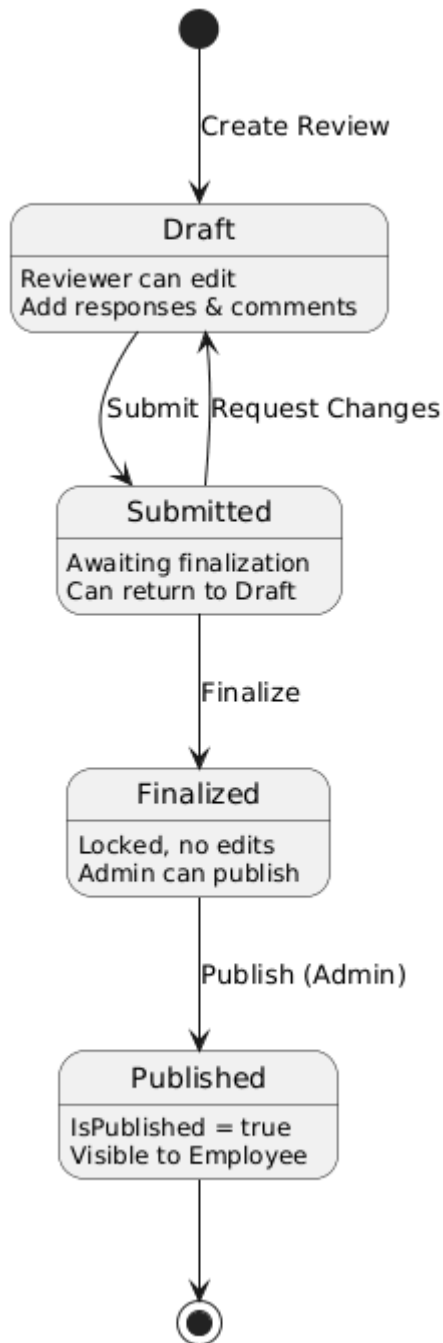 Create Review
Draft
Reviewer can edit
Add responses & comments
Submit
Request Changes
Submitted
Awaiting finalization
Can return to Draft
Finalize
Finalized
Locked, no edits
Admin can publish
Publish (Admin)
Published
IsPublished = true
Visible to Employee